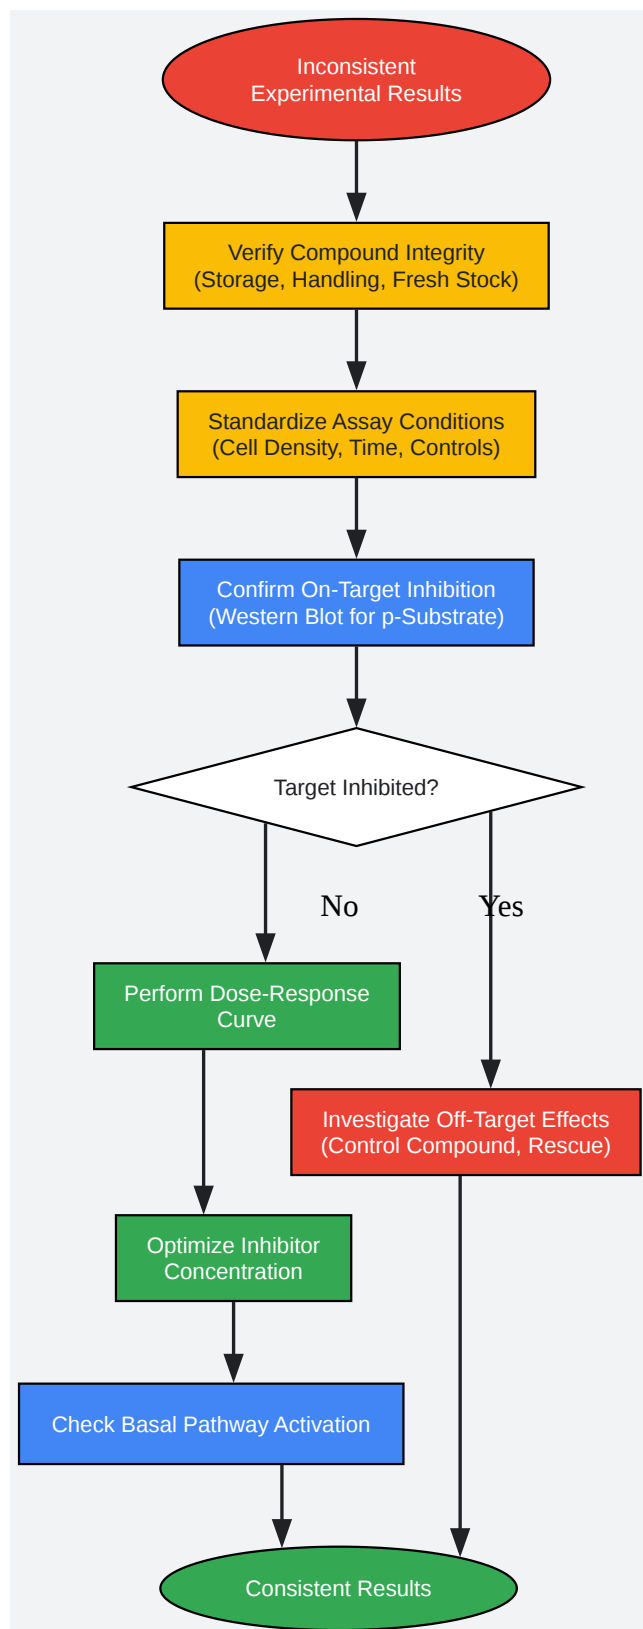 Inconsistent
Experimental Results
Verify Compound Integrity
(Storage, Handling, Fresh Stock)
Standardize Assay Conditions
(Cell Density, Time, Controls)
Confirm On-Target Inhibition
(Western Blot for p-Substrate)
Target Inhibited?
No
Yes
Perform Dose-Response
Curve
Investigate Off-Target Effects
(Control Compound, Rescue)
Optimize Inhibitor
Concentration
Check Basal Pathway Activation
Consistent Results